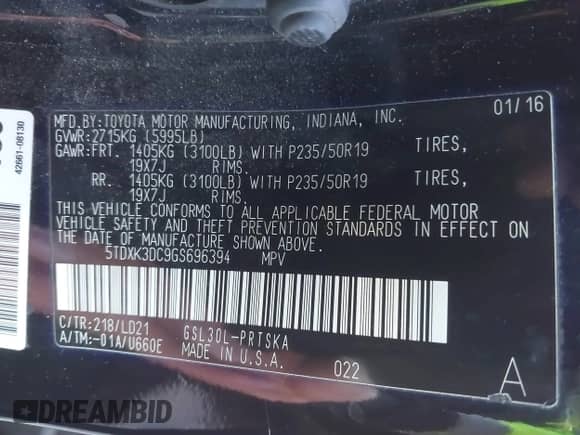 MFD.BY:TOYOTA MOTOR MANUFACTURING, INDIANA, INC. 01/16
GVWR:2715KG (5995LB)
GAWR:FRT. 1405KG (3100LB) WITH P235/50R19 TIRES,
19X7J RIMS.
RR. 1405KG (3100LB) WITH P235/50R19 TIRES,
19X7J RIMS.
THIS VEHICLE CONFORMS TO ALL APPLICABLE FEDERAL MOTOR
VEHICLE SAFETY AND THEFT PREVENTION STANDARDS IN EFFECT ON
THE DATE OF MANUFACTURE SHOWN ABOVE.
5TDXK3DC9GS696394 MPV
C/TR:218/LD21 GSL30L-PRTSKA
A/TM:-01A/U660E MADE IN U.S.A. 022
A
42661-08130
DREAMBID